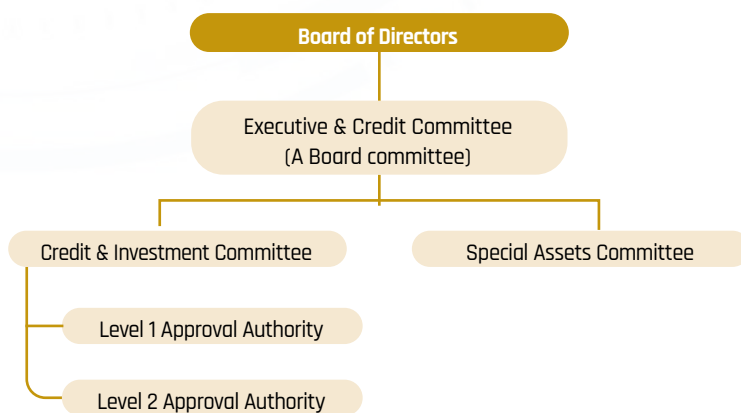 Board of Directors
Executive & Credit Committee
(A Board committee)
Credit & Investment Committee
Special Assets Committee
Level 1 Approval Authority
Level 2 Approval Authority